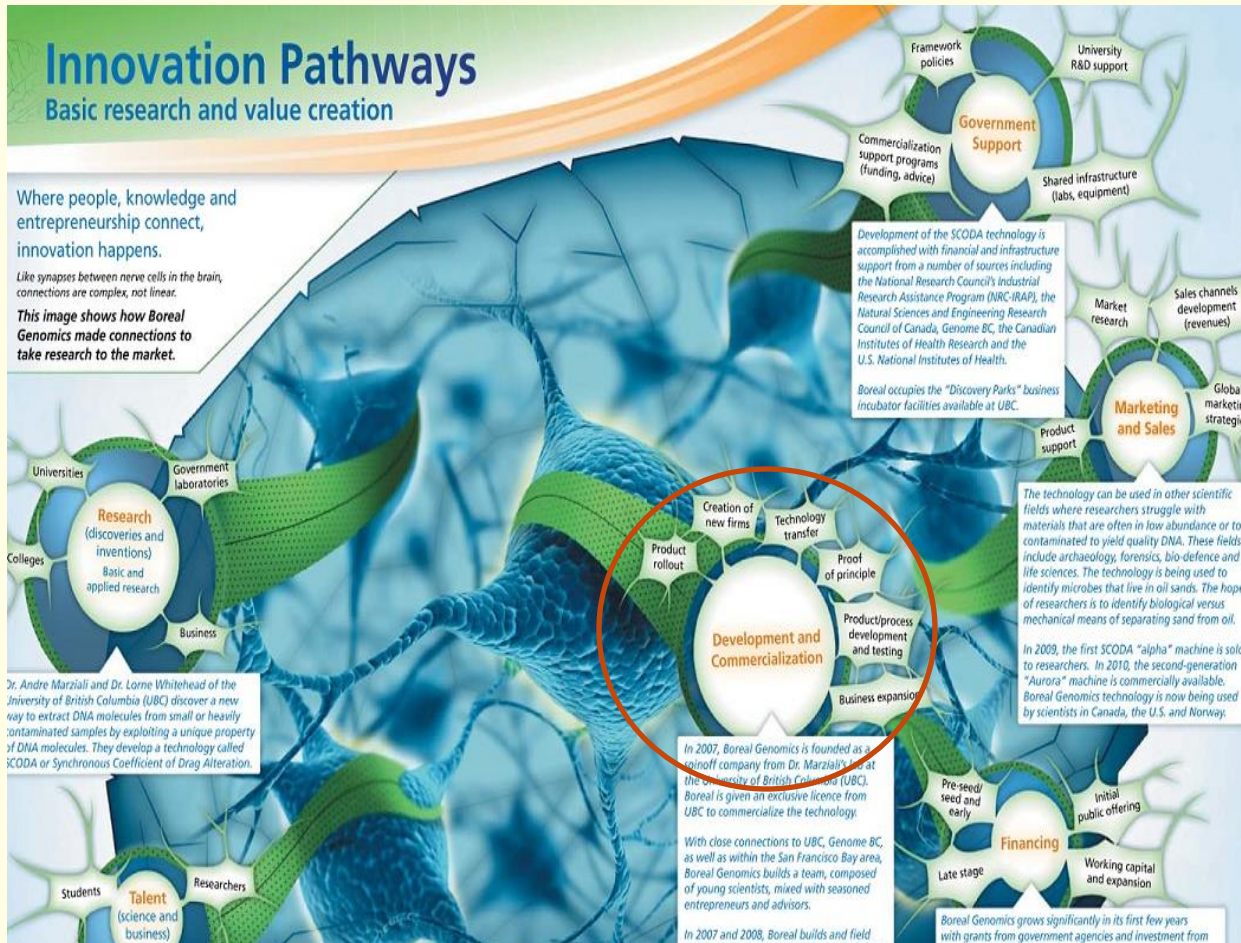 Innovation Pathways
Basic research and value creation
Where people, knowledge and
entrepreneurship connect,
innovation happens.
Like synapses between nerve cells in the brain,
connections are complex, not linear.
This image shows how Boreal
Genomics made connections to
take research to the market.
Framework
policies
University
R&D support
Government
Support
Commercialization
support programs
(funding, advice)
Shared infrastructure
(labs, equipment)
Development of the SCODA technology is
accomplished with financial and infrastructure
support from a number of sources including
the National Research Council's Industrial
Research Assistance Program (NRC-IRAP), the
Natural Sciences and Engineering Research
Council of Canada, Genome BC, the Canadian
Institutes of Health Research and the
U.S. National Institutes of Health.
Boreal occupies the "Discovery Parks" business
incubator facilities available at UBC.
Market
research
Sales channels
development
(revenues)
Global
marketin
strategi
Marketing
and Sales
Product
support
The technology can be used in other scientific
fields where researchers struggle with
materials that are often in low abundance or to
contaminated to yield quality DNA. These fields
include archaeology, forensics, bio-defence and
life sciences. The technology is being used to
identify microbes that live in oil sands. The hope
of researchers is to identify biological versus
mechanical means of separating sand from oil.
In 2009, the first SCODA "alpha" machine is sold
to researchers. In 2010, the second-generation
"Aurora" machine is commercially available.
Boreal Genomics technology is now being used
by scientists in Canada, the U.S. and Norway.
Universities
Government
laboratories
Research
(discoveries and
inventions)
Basic and
applied research
Colleges
Business
Dr. Andre Marziali and Dr. Lorne Whitehead of the
University of British Columbia (UBC) discover a new
way to extract DNA molecules from small or heavily
contaminated samples by exploiting a unique property
of DNA molecules. They develop a technology called
SCODA or Synchronous Coefficient of Drag Alteration.
Creation of
new firms
Technology
transfer
Product
rollout
Proof
of principle
Product/process
development
and testing
Development and
Commercialization
Business expansion
In 2007, Boreal Genomics is founded as a
spinoff company from Dr. Marziali's lab at
the University of British Columbia (UBC).
Boreal is given an exclusive licence from
UBC to commercialize the technology.
With close connections to UBC, Genome BC,
as well as within the San Francisco Bay area,
Boreal Genomics builds a team, composed
of young scientists, mixed with seasoned
entrepreneurs and advisors.
In 2007 and 2008, Boreal builds and field
Pre-seed/
seed and
early
Initial
public offering
Financing
Late stage
Working capital
and expansion
Boreal Genomics grows significantly in its first few years
with grants from government agencies and investment from
Students
Researchers
Talent
(science and
business)